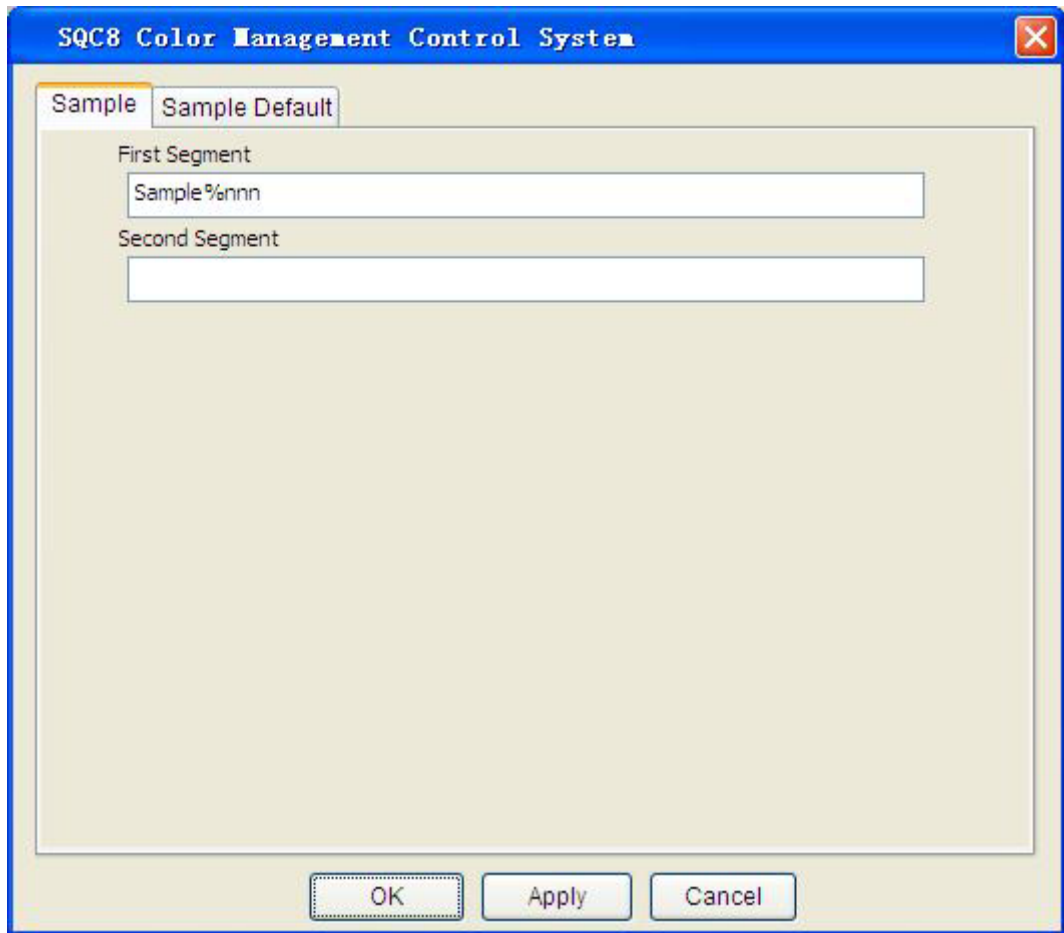 SQC8 Color Management Control System
Sample Sample Default
First Segment
Sample%nnn
Second Segment
OK Apply Cancel